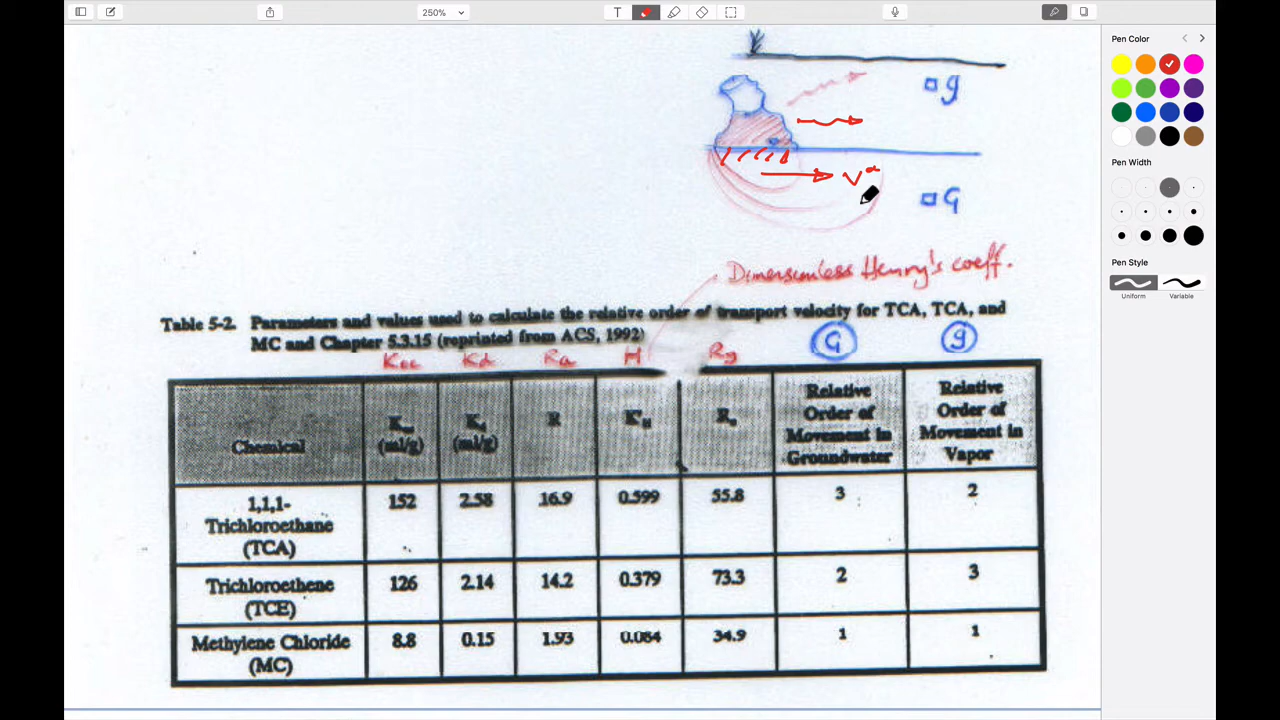 250%
T
Pen Color
Pen Width
Pen Style
Uniform
Variable
g
Vα
G
Dimensionless Henry's coeff.
Table 5-2. Parameters and values used to calculate the relative order of transport velocity for TCA, TCA, and
MC and Chapter 5.3.15 (reprinted from ACS, 1992)
Koc Kd Ra H Rg G g
Chemical
Koc (ml/g)
Kd (ml/g)
R
K'H
Relative Order of Movement in Groundwater
Relative Order of Movement in Vapor
1,1,1-
Trichloroethane
(TCA)
152 2.58 16.9 0.599 55.8 3 2
Trichloroethene
(TCE)
126 2.14 14.2 0.379 73.3 2 3
Methylene Chloride
(MC)
8.8 0.15 1.93 0.084 34.9 1 1